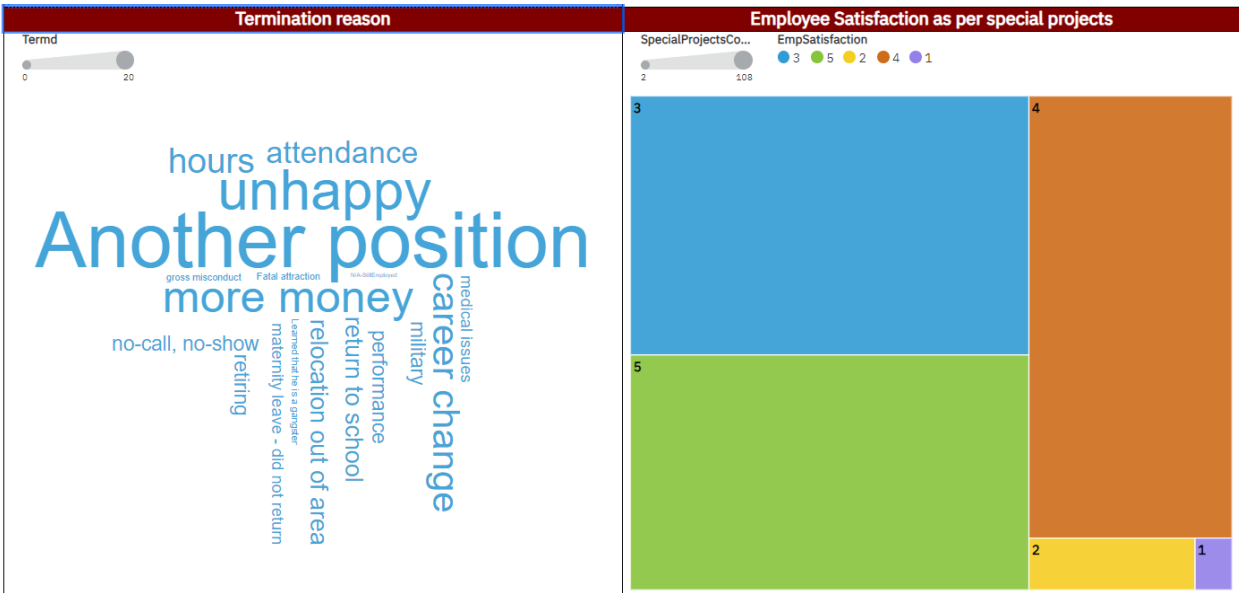 Termination reason
Termd
0 20
hours
attendance
unhappy
Another position
gross misconduct
Fatal attraction
N/A-StillEmployed
more money
career change
medical issues
no-call, no-show
retiring
maternity leave - did not return
Learned that he is a gangster
relocation out of area
return to school
performance
military
Employee Satisfaction as per special projects
SpecialProjectsCo... EmpSatisfaction
3 5 2 4 1
2 108
3
4
5
2
1